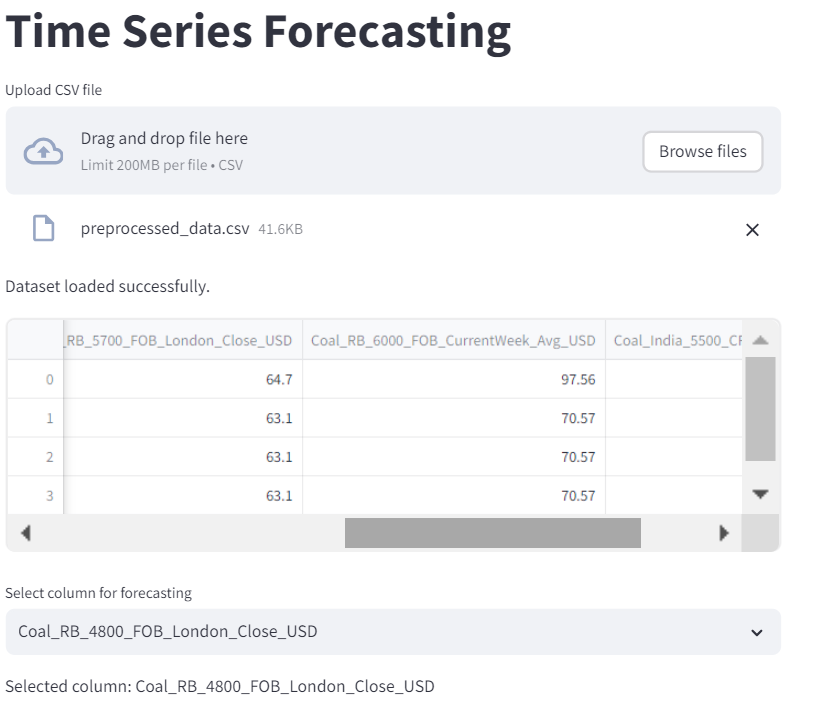 Time Series Forecasting
Upload CSV file
Drag and drop file here
Limit 200MB per file • CSV
Browse files
preprocessed_data.csv 41.6KB
Dataset loaded successfully.
_RB_5700_FOB_London_Close_USD Coal_RB_6000_FOB_CurrentWeek_Avg_USD Coal_India_5500_CF
0 64.7 97.56
1 63.1 70.57
2 63.1 70.57
3 63.1 70.57
Select column for forecasting
Coal_RB_4800_FOB_London_Close_USD
Selected column: Coal_RB_4800_FOB_London_Close_USD